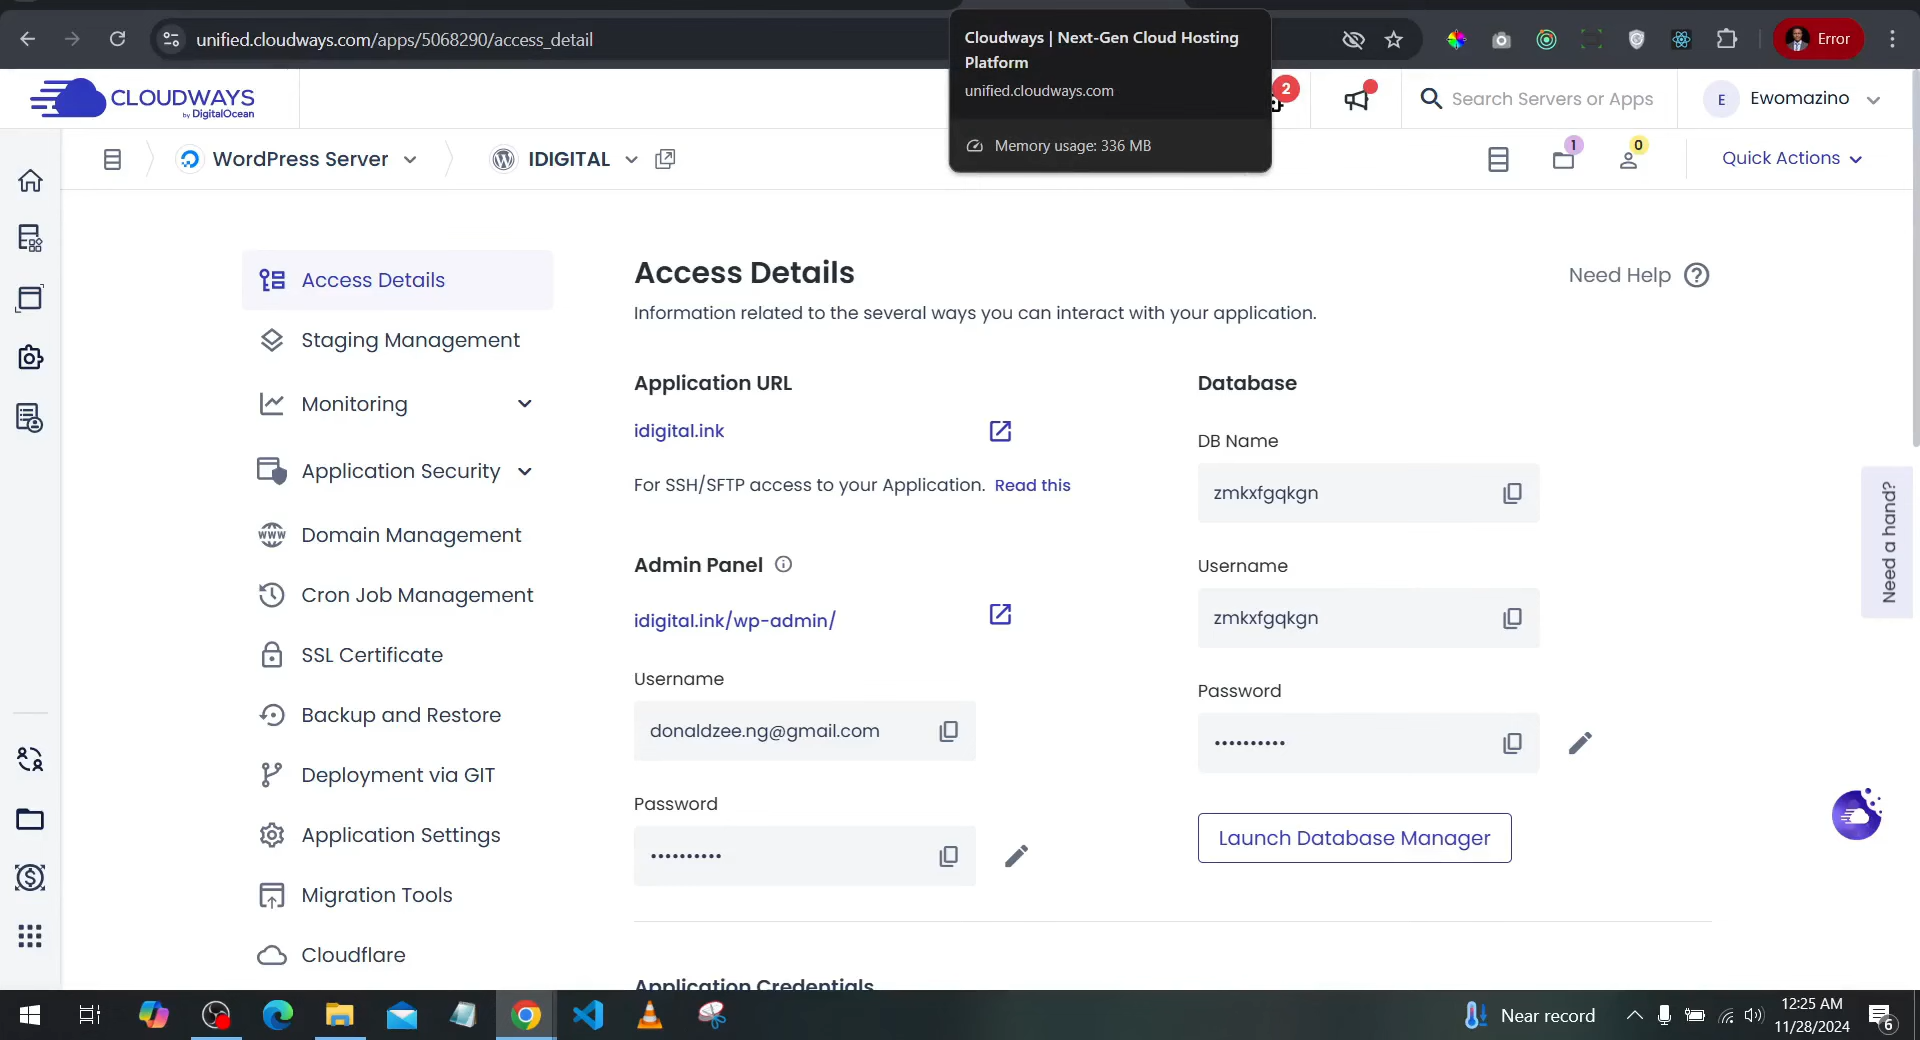 unified.cloudways.com/apps/5068290/access_detail
Cloudways | Next-Gen Cloud Hosting
Platform
unified.cloudways.com
Memory usage: 336 MB
Error
CLOUDWAYS
by DigitalOcean
2
Search Servers or Apps
E
Ewomazino
WordPress Server
IDIGITAL
1
0
Quick Actions
Access Details
Staging Management
Monitoring
Application Security
Domain Management
Cron Job Management
SSL Certificate
Backup and Restore
Deployment via GIT
Application Settings
Migration Tools
Cloudflare
Access Details
Need Help
Information related to the several ways you can interact with your application.
Application URL
idigital.ink
For SSH/SFTP access to your Application. Read this
Admin Panel
idigital.ink/wp-admin/
Username
donaldzee.ng@gmail.com
Password
••••••••••
Database
DB Name
zmkxfgqkgn
Username
zmkxfgqkgn
Password
••••••••••
Launch Database Manager
Application Credentials
Need a hand?
Near record
12:25 AM
11/28/2024
6